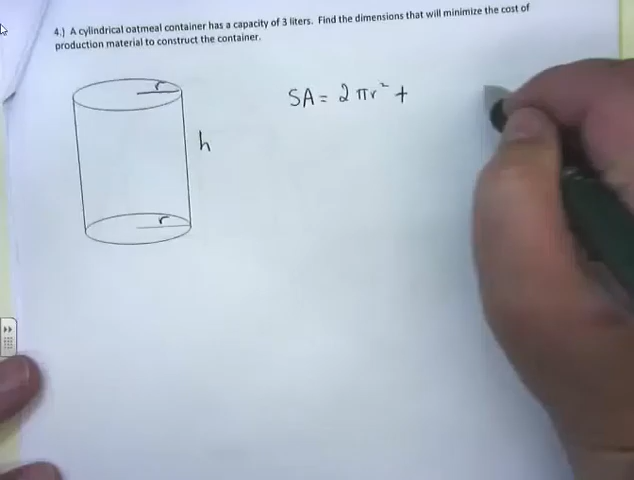 4.) A cylindrical oatmeal container has a capacity of 3 liters. Find the dimensions that will minimize the cost of
production material to construct the container.
r
SA = 2πr² +
h
r